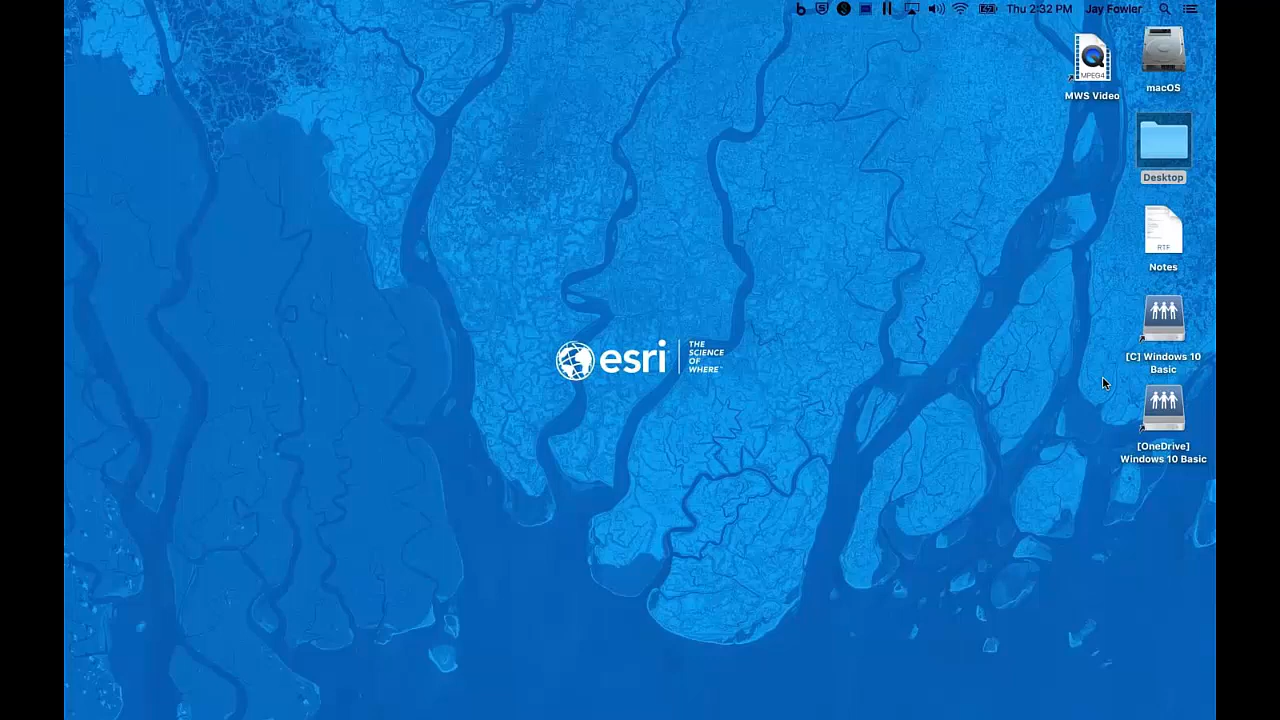 Thu 2:32 PM Jay Fowler
MPEG4
MWS Video
macOS
Desktop
RTF
Notes
[C] Windows 10
Basic
[OneDrive]
Windows 10 Basic
esri
THE
SCIENCE
OF
WHERE™